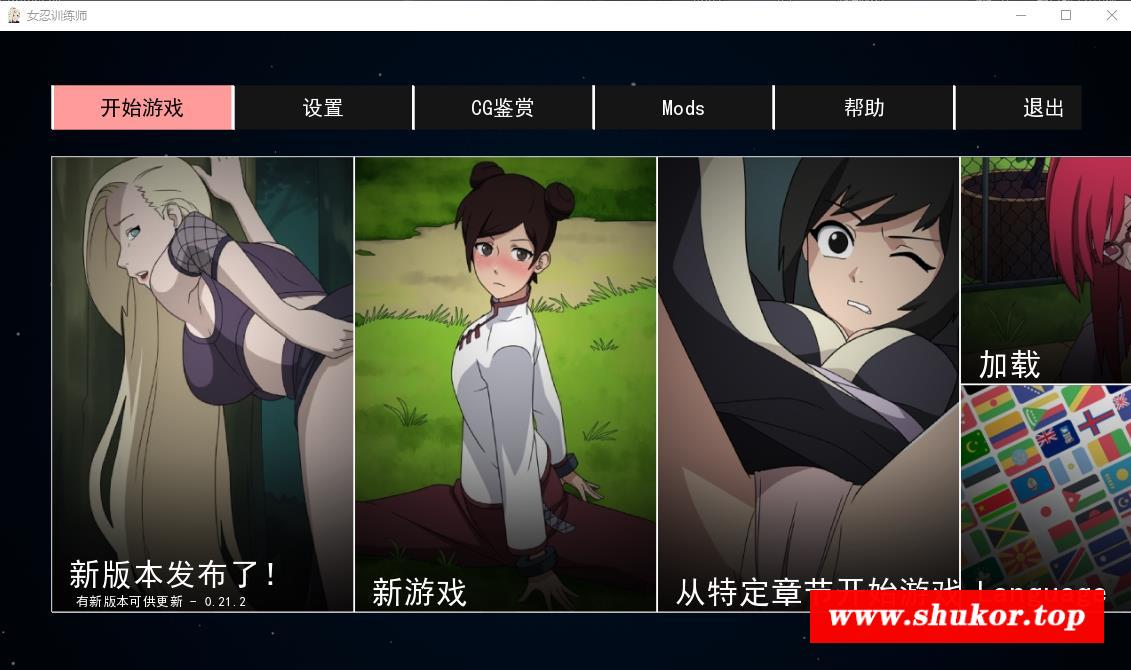 女忍训练师
开始游戏
设置
CG鉴赏
Mods
帮助
退出
新版本发布了!
有新版本可供更新 - 0.21.2
新游戏
从特定章节开始游戏
加载
Language
www.shukor.top